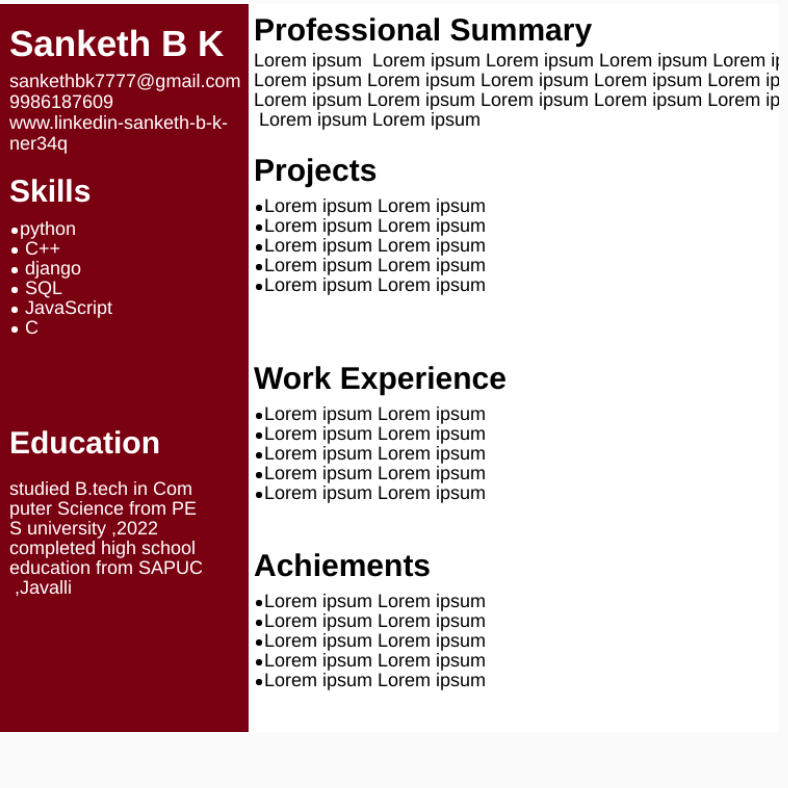 Sanketh B K
sankethbk7777@gmail.com
9986187609
www.linkedin-sanketh-b-k-
ner34q
Skills
•python
• C++
• django
• SQL
• JavaScript
• C
Education
studied B.tech in Com
puter Science from PE
S university ,2022
completed high school
education from SAPUC
,Javalli
Professional Summary
Lorem ipsum  Lorem ipsum Lorem ipsum Lorem ipsum Lorem ip
Lorem ipsum Lorem ipsum Lorem ipsum Lorem ipsum Lorem ip
Lorem ipsum Lorem ipsum Lorem ipsum Lorem ipsum Lorem ip
Lorem ipsum Lorem ipsum
Projects
•Lorem ipsum Lorem ipsum
•Lorem ipsum Lorem ipsum
•Lorem ipsum Lorem ipsum
•Lorem ipsum Lorem ipsum
•Lorem ipsum Lorem ipsum
Work Experience
•Lorem ipsum Lorem ipsum
•Lorem ipsum Lorem ipsum
•Lorem ipsum Lorem ipsum
•Lorem ipsum Lorem ipsum
•Lorem ipsum Lorem ipsum
Achiements
•Lorem ipsum Lorem ipsum
•Lorem ipsum Lorem ipsum
•Lorem ipsum Lorem ipsum
•Lorem ipsum Lorem ipsum
•Lorem ipsum Lorem ipsum